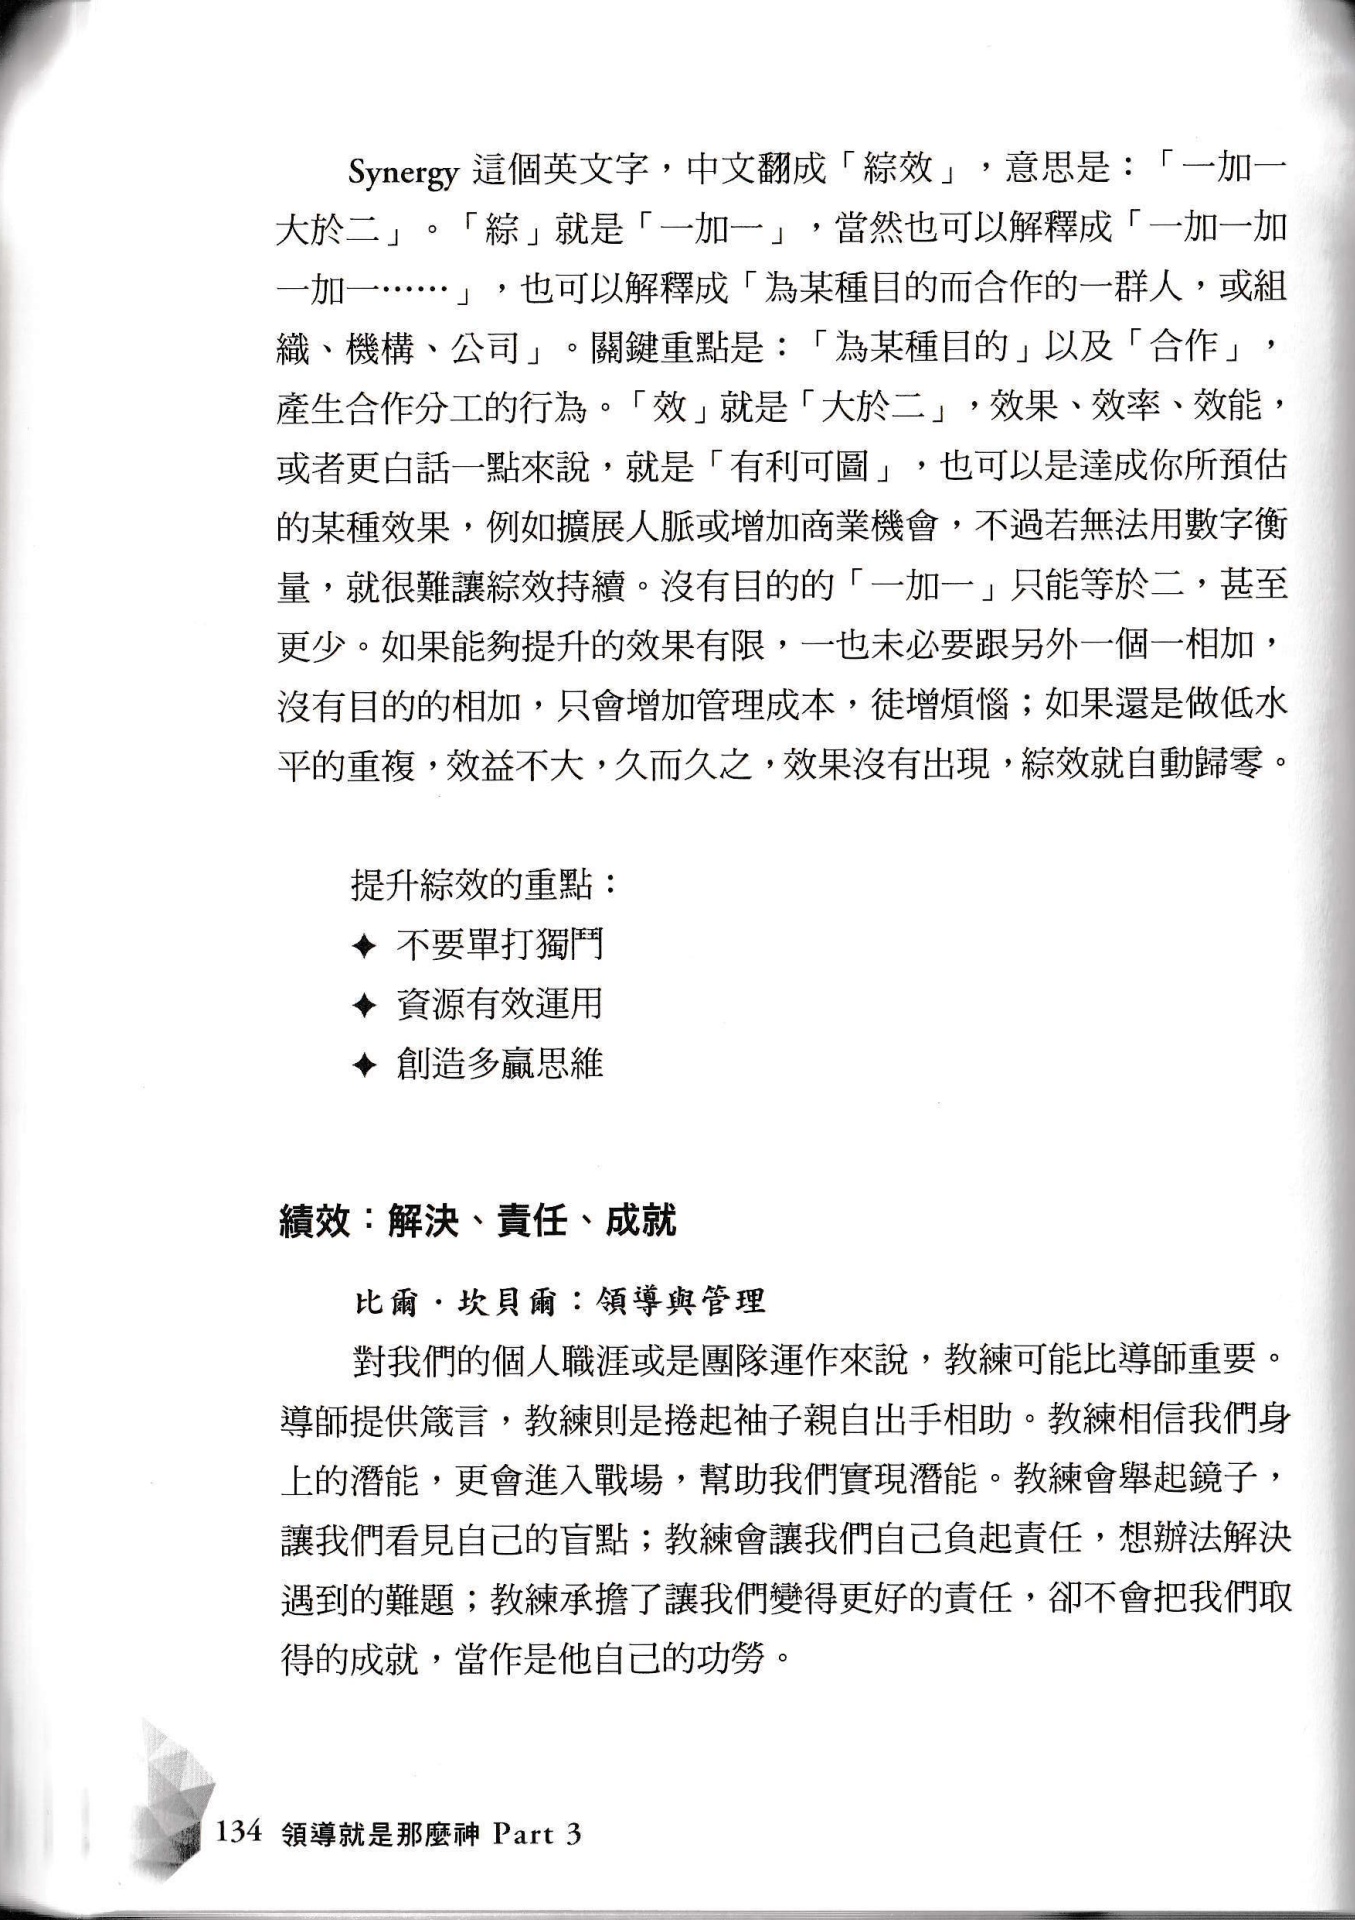 Synergy 這個英文字，中文翻成「綜效」，意思是：「一加一
大於二」。「綜」就是「一加一」，當然也可以解釋成「一加一加
一加一……」，也可以解釋成「為某種目的而合作的一群人，或組
織、機構、公司」。關鍵重點是：「為某種目的」以及「合作」，
產生合作分工的行為。「效」就是「大於二」，效果、效率、效能，
或者更白話一點來說，就是「有利可圖」，也可以是達成你所預估
的某種效果，例如擴展人脈或增加商業機會，不過若無法用數字衡
量，就很難讓綜效持續。沒有目的的「一加一」只能等於二，甚至
更少。如果能夠提升的效果有限，一也未必要跟另外一個一相加，
沒有目的的相加，只會增加管理成本，徒增煩惱；如果還是做低水
平的重複，效益不大，久而久之，效果沒有出現，綜效就自動歸零。
提升綜效的重點：
✦ 不要單打獨鬥
✦ 資源有效運用
✦ 創造多贏思維
績效：解決、責任、成就
比爾・坎貝爾：領導與管理
對我們的個人職涯或是團隊運作來說，教練可能比導師重要。
導師提供箴言，教練則是捲起袖子親自出手相助。教練相信我們身
上的潛能，更會進入戰場，幫助我們實現潛能。教練會舉起鏡子，
讓我們看見自己的盲點；教練會讓我們自己負起責任，想辦法解決
遇到的難題；教練承擔了讓我們變得更好的責任，卻不會把我們取
得的成就，當作是他自己的功勞。
134 領導就是那麼神 Part 3